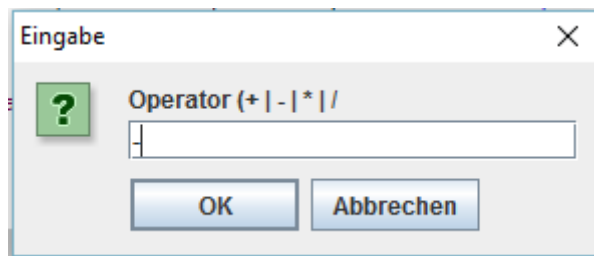 Eingabe
Operator (+ | - | * | /
-
OK
Abbrechen